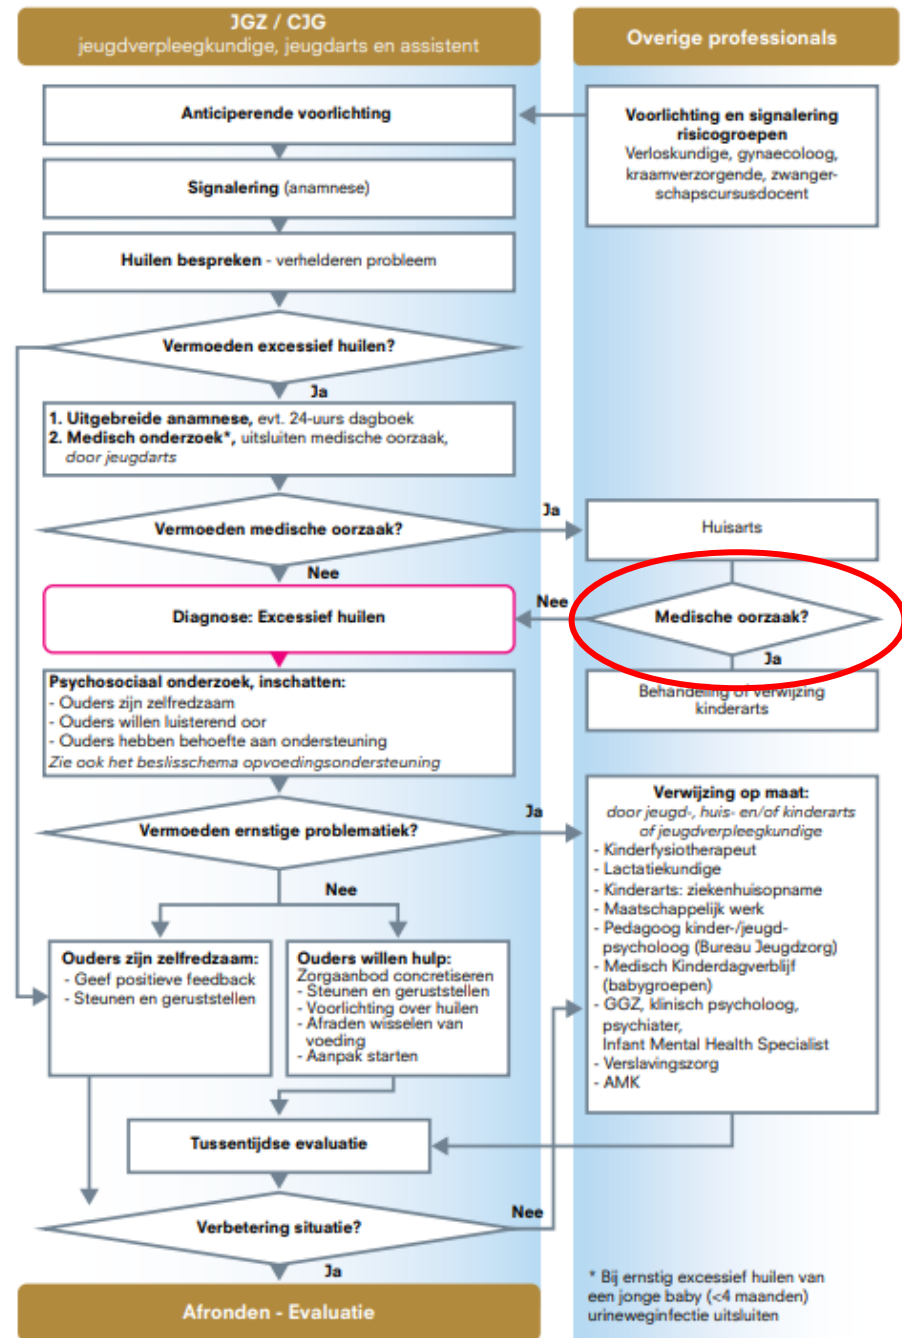 JGZ / CJG
jeugdverpleegkundige, jeugdarts en assistent
Overige professionals
Anticiperende voorlichting
Voorlichting en signalering
risicogroepen
Verloskundige, gynaecoloog,
kraamverzorgende, zwanger-
schapscursusdocent
Signalering (anamnese)
Huilen bespreken - verhelderen probleem
Vermoeden excessief huilen?
Ja
1. Uitgebreide anamnese, evt. 24-uurs dagboek
2. Medisch onderzoek*, uitsluiten medische oorzaak,
door jeugdarts
Vermoeden medische oorzaak?
Ja
Huisarts
Nee
Diagnose: Excessief huilen
Nee
Medische oorzaak?
Ja
Behandeling of verwijzing
kinderarts
Psychosociaal onderzoek, inschatten:
- Ouders zijn zelfredzaam
- Ouders willen luisterend oor
- Ouders hebben behoefte aan ondersteuning
Zie ook het beslisschema opvoedingsondersteuning
Vermoeden ernstige problematiek?
Ja
Verwijzing op maat:
door jeugd-, huis- en/of kinderarts
of jeugdverpleegkundige
- Kinderfysiotherapeut
- Lactatiekundige
- Kinderarts: ziekenhuisopname
- Maatschappelijk werk
- Pedagoog kinder-/jeugd-
psycholoog (Bureau Jeugdzorg)
- Medisch Kinderdagverblijf
(babygroepen)
- GGZ, klinisch psycholoog,
psychiater,
Infant Mental Health Specialist
- Verslavingszorg
- AMK
Nee
Ouders zijn zelfredzaam:
- Geef positieve feedback
- Steunen en geruststellen
Ouders willen hulp:
Zorgaanbod concretiseren
- Steunen en geruststellen
- Voorlichting over huilen
- Afraden wisselen van
voeding
- Aanpak starten
Tussentijdse evaluatie
Verbetering situatie?
Nee
Ja
Afronden - Evaluatie
* Bij ernstig excessief huilen van
een jonge baby (<4 maanden)
urineweginfectie uitsluiten